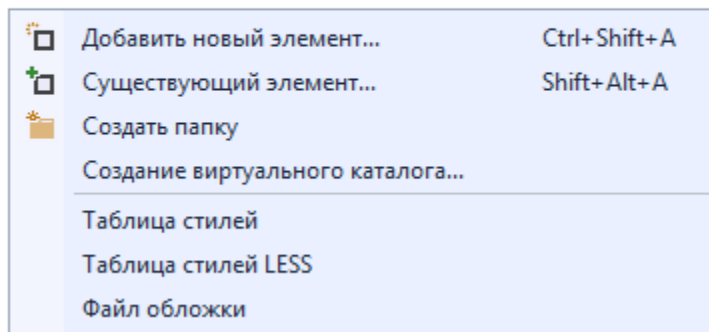 Добавить новый элемент... Ctrl+Shift+A
Существующий элемент... Shift+Alt+A
Создать папку
Создание виртуального каталога...
Таблица стилей
Таблица стилей LESS
Файл обложки